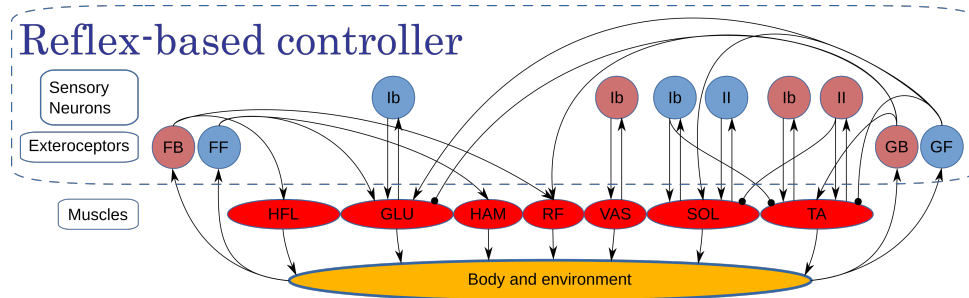 Reflex-based controller
Sensory
Neurons
Ib
Ib
Ib
II
Ib
II
Exteroceptors
FB
FF
GB
GF
Muscles
HFL
GLU
HAM
RF
VAS
SOL
TA
Body and environment